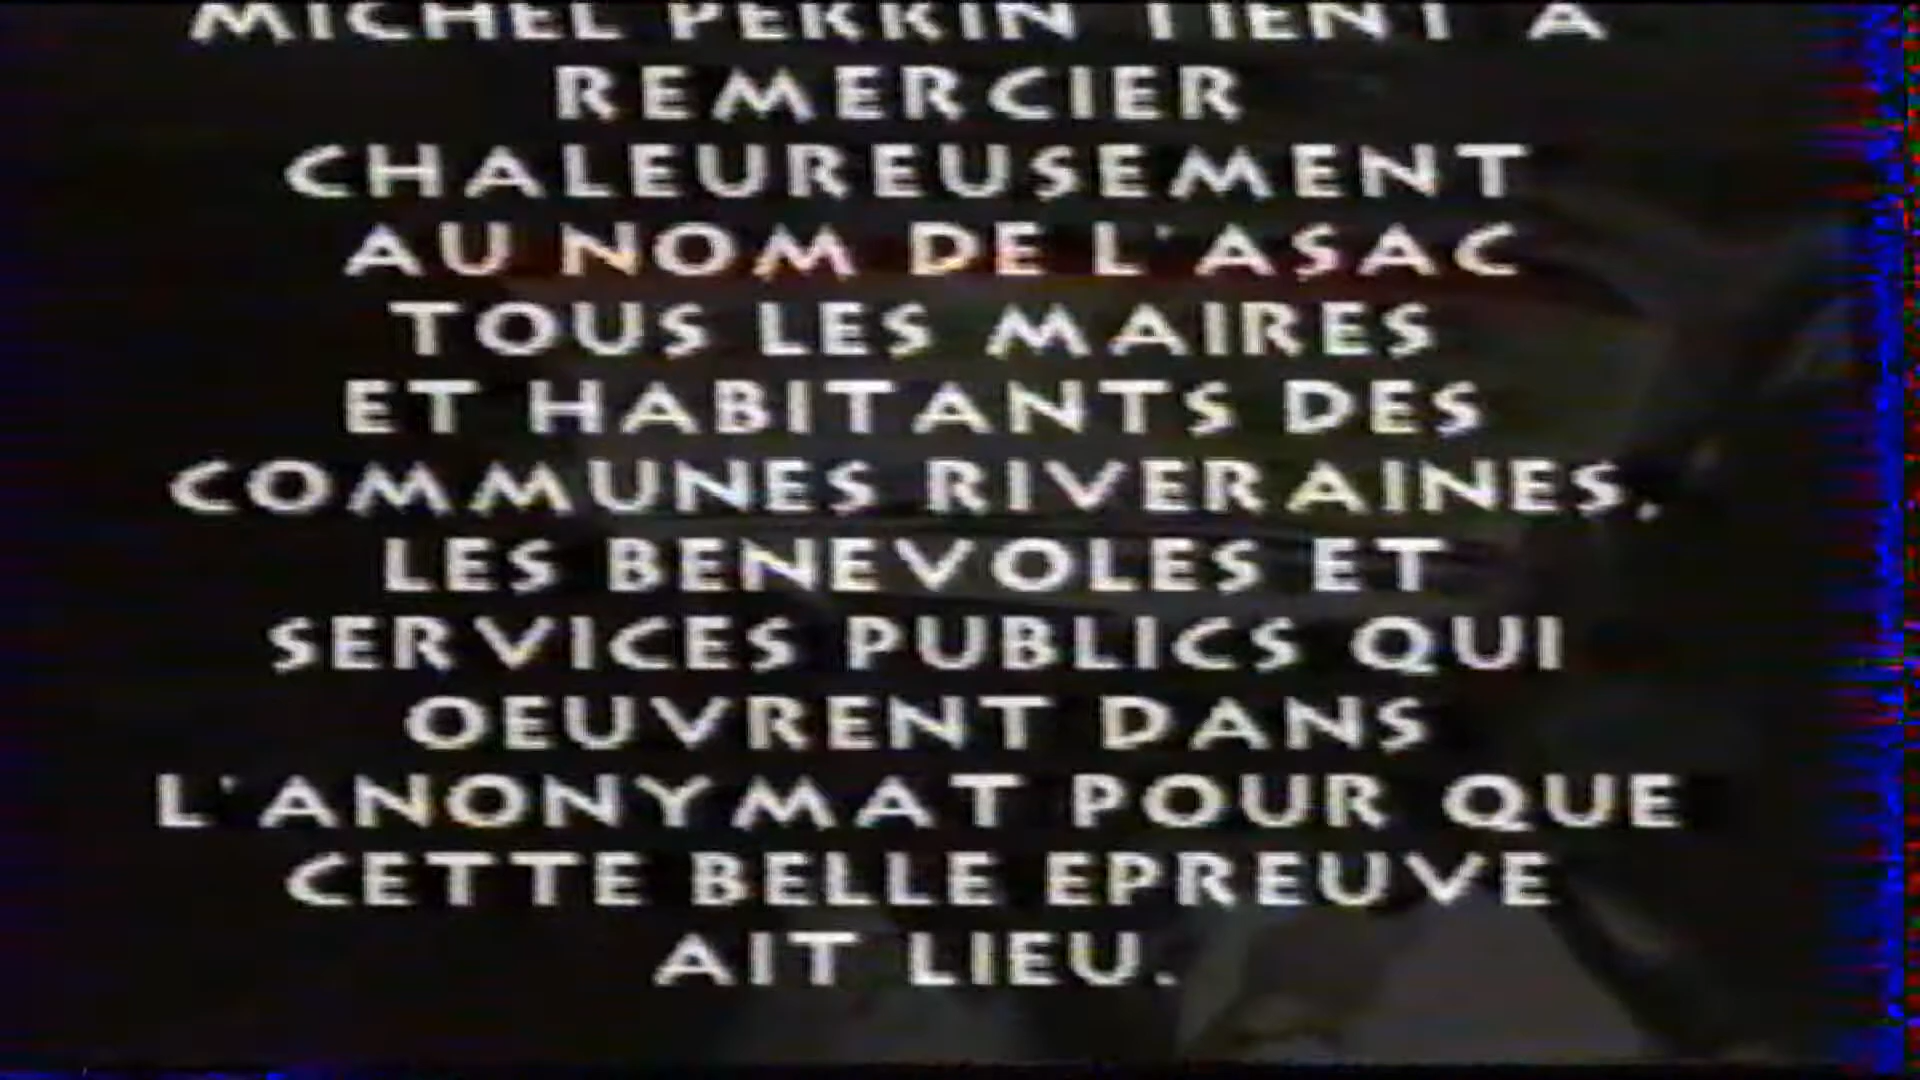 MICHEL PERRIN TIENT A
REMERCIER
CHALEUREUSEMENT
AU NOM DE L'ASAC
TOUS LES MAIRES
ET HABITANTS DES
COMMUNES RIVERAINES,
LES BENEVOLES ET
SERVICES PUBLICS QUI
OEUVRENT DANS
L'ANONYMAT POUR QUE
CETTE BELLE EPREUVE
AIT LIEU.